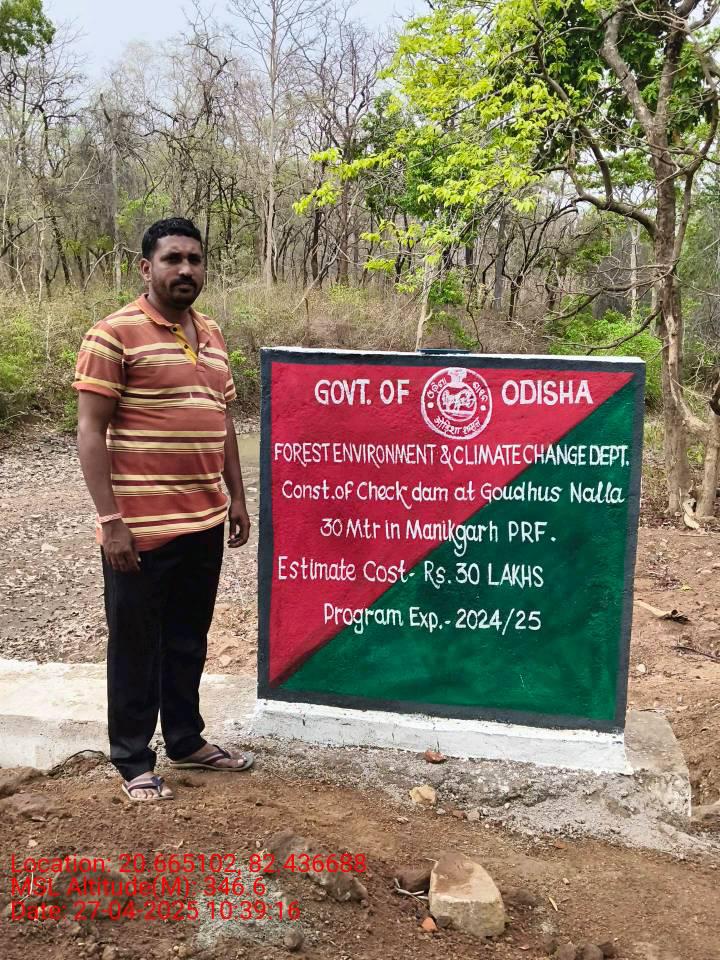 GOVT. OF ODISHA
FOREST ENVIRONMENT & CLIMATE CHANGE DEPT.
Const. of Check dam at Goudhus Nalla
30 Mtr in Manikgarh PRF.
Estimate Cost- Rs. 30 LAKHS
Program Exp.- 2024/25
Location: 20.665102, 82.436688
MSL Altitude(M): 346.6
Date: 27-04-2025 10:39:16